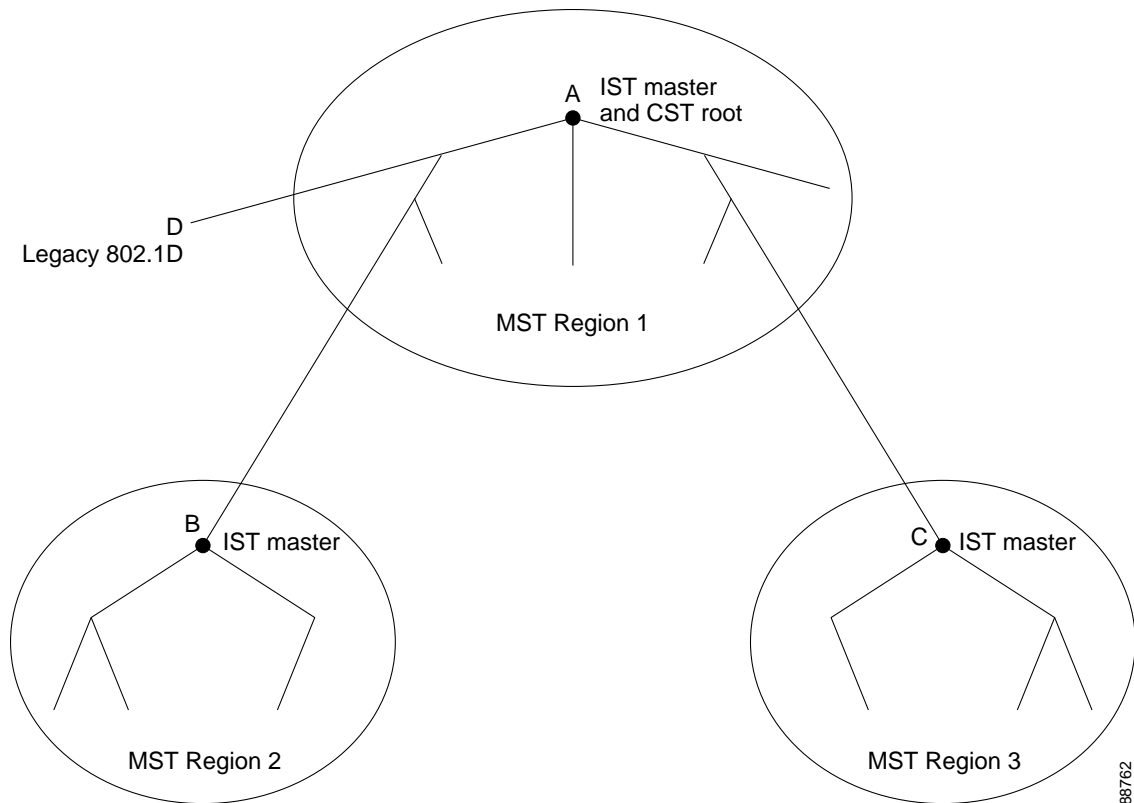 A
IST master
and CST root
D
Legacy 802.1D
MST Region 1
B
IST master
C
IST master
MST Region 2
MST Region 3
88762